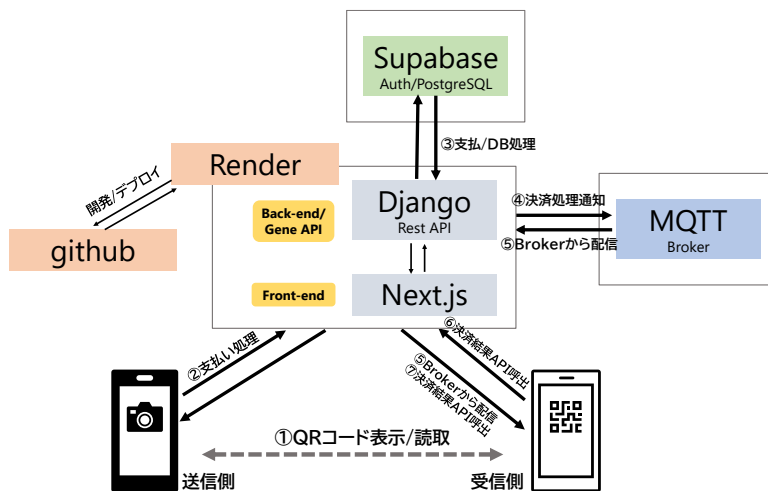 Supabase
Auth/PostgreSQL
③支払/DB処理
Render
開発/デプロイ
github
Back-end/
Gene API
Django
Rest API
④決済処理通知
⑤Brokerから配信
MQTT
Broker
Front-end
Next.js
②支払い処理
⑥決済結果API呼出
⑤Brokerから配信
⑦決済結果API呼出
①QRコード表示/読取
送信側
受信側